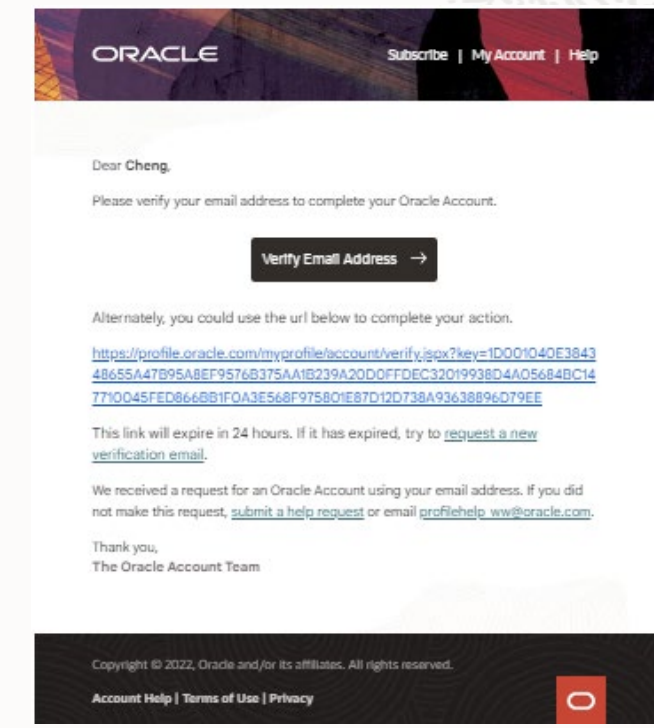 ORACLE
Subscribe | My Account | Help
Dear Cheng,
Please verify your email address to complete your Oracle Account.
Verify Email Address →
Alternately, you could use the url below to complete your action.
https://profile.oracle.com/myprofile/account/verify.jspx?key=1D001040E3843
48655A47B95A8EF9576B375AA1B239A20D0FFDEC32019938D4A05684BC14
7710045FED866BB1F0A3E568F975801E87D12D738A93638896D79EE
This link will expire in 24 hours. If it has expired, try to request a new
verification email.
We received a request for an Oracle Account using your email address. If you did
not make this request, submit a help request or email profilehelp_ww@oracle.com.
Thank you,
The Oracle Account Team
Copyright © 2022, Oracle and/or its affiliates. All rights reserved.
Account Help | Terms of Use | Privacy